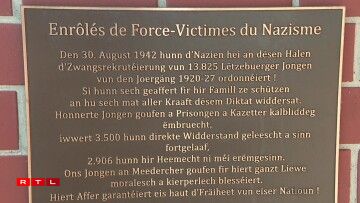 Enrôlés de Force-Victimes du Nazisme
Den 30. August 1942 hunn d'Nazien hei an dësen Halen
d'Zwangsrekrutéierung vun 13.825 Lëtzebuerger Jongen
vun den Joergäng 1920-27 ordonnéiert !
Si hunn sech geaffert fir hir Famill ze schützen
an hu sech mat aller Kraaft dësem Diktat widdersat.
Honnerte Jongen goufen a Prisongen a Kazetter kalbliddeg
ëmbruecht,
iwwert 3.500 hunn direkte Widderstand geleescht a sinn
fortgelaf,
2.906 hunn hir Heemecht ni méi erëmgesinn.
Ons Jongen an Meedercher goufen fir hiert ganzt Liewe
moralesch a kierperlech blesséiert.
Hiert Affer garantéiert eis haut d'Fräiheet vun eiser Natioun !
RTL